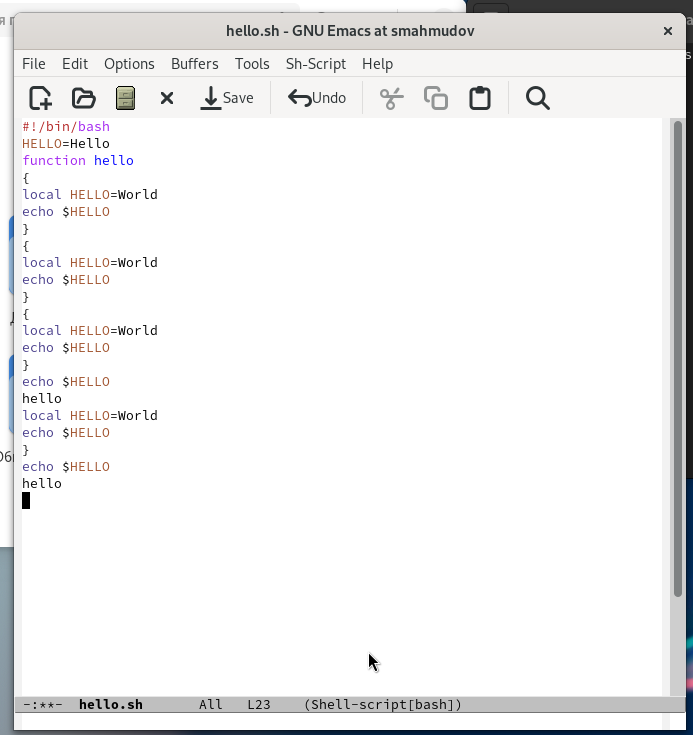 hello.sh - GNU Emacs at smahmudov
File Edit Options Buffers Tools Sh-Script Help
Save Undo
#!/bin/bash
HELLO=Hello
function hello
{
local HELLO=World
echo $HELLO
}
{
local HELLO=World
echo $HELLO
}
{
local HELLO=World
echo $HELLO
}
echo $HELLO
hello
local HELLO=World
echo $HELLO
}
echo $HELLO
hello
-:**- hello.sh All L23 (Shell-script[bash])